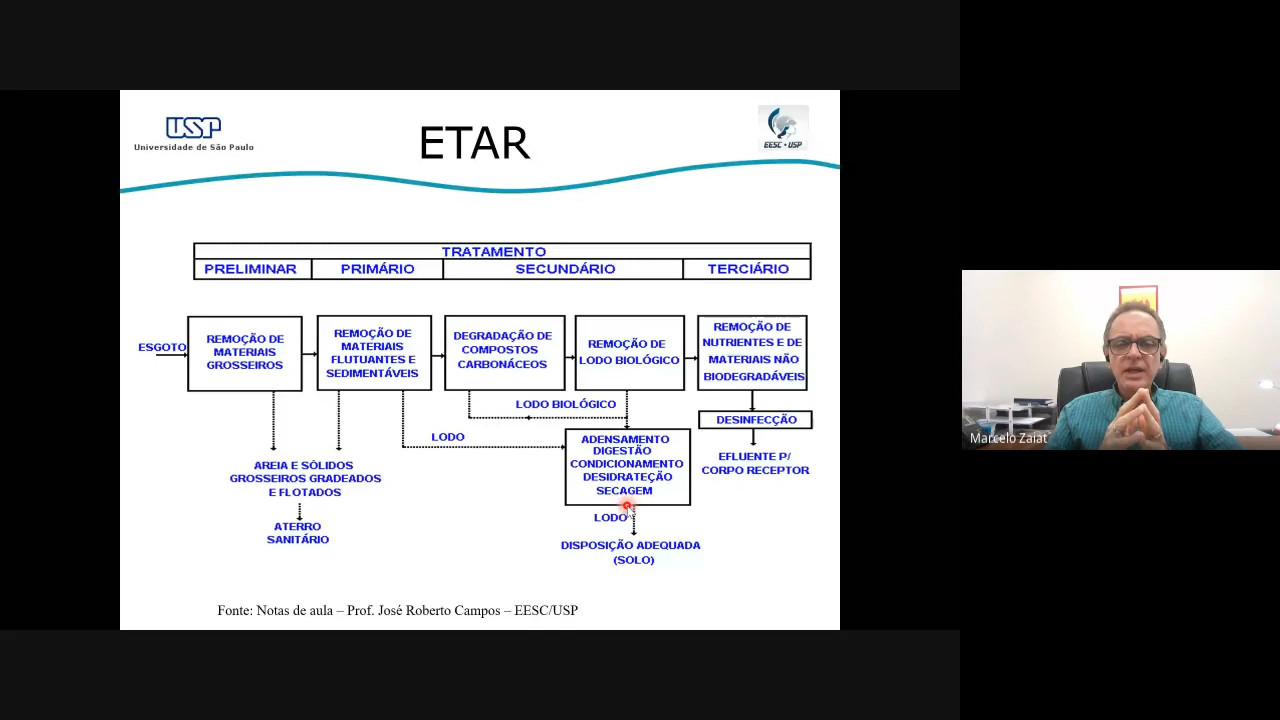 USP
Universidade de São Paulo
ETAR
EESC • USP
TRATAMENTO
PRELIMINAR
PRIMÁRIO
SECUNDÁRIO
TERCIÁRIO
ESGOTO
REMOÇÃO DE
MATERIAIS
GROSSEIROS
REMOÇÃO DE
MATERIAIS
FLUTUANTES E
SEDIMENTÁVEIS
DEGRADAÇÃO DE
COMPOSTOS
CARBONÁCEOS
REMOÇÃO DE
LODO BIOLÓGICO
REMOÇÃO DE
NUTRIENTES E DE
MATERIAIS NÃO
BIODEGRADÁVEIS
LODO BIOLÓGICO
DESINFECÇÃO
LODO
ADENSAMENTO
DIGESTÃO
CONDICIONAMENTO
DESIDRATEÇÃO
SECAGEM
EFLUENTE P/
CORPO RECEPTOR
AREIA E SÓLIDOS
GROSSEIROS GRADEADOS
E FLOTADOS
LODO
ATERRO
SANITÁRIO
DISPOSIÇÃO ADEQUADA
(SOLO)
Fonte: Notas de aula – Prof. José Roberto Campos – EESC/USP
Marcelo Zaiat